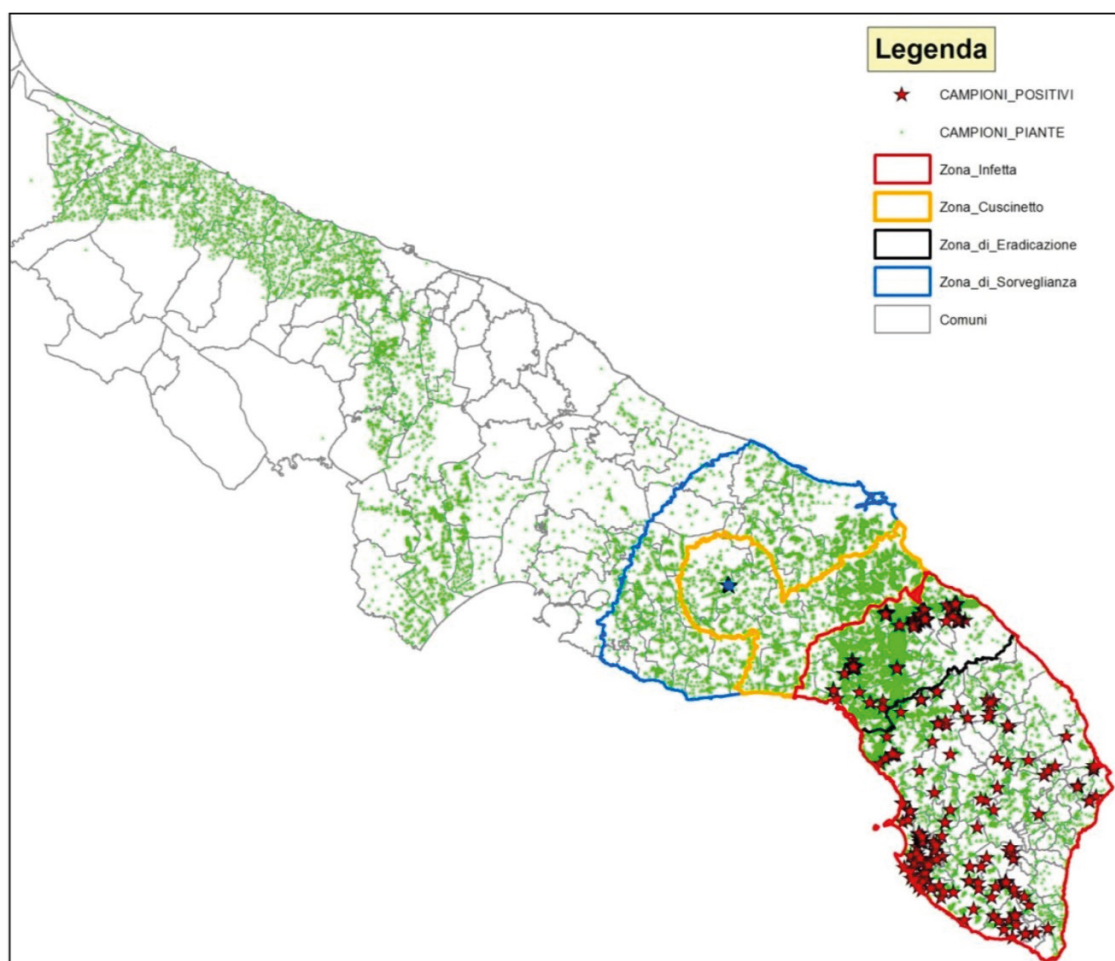 Legenda
CAMPIONI_POSITIVI
CAMPIONI_PIANTE
Zona_Infetta
Zona_Cuscinetto
Zona_di_Eradicazione
Zona_di_Sorveglianza
Comuni